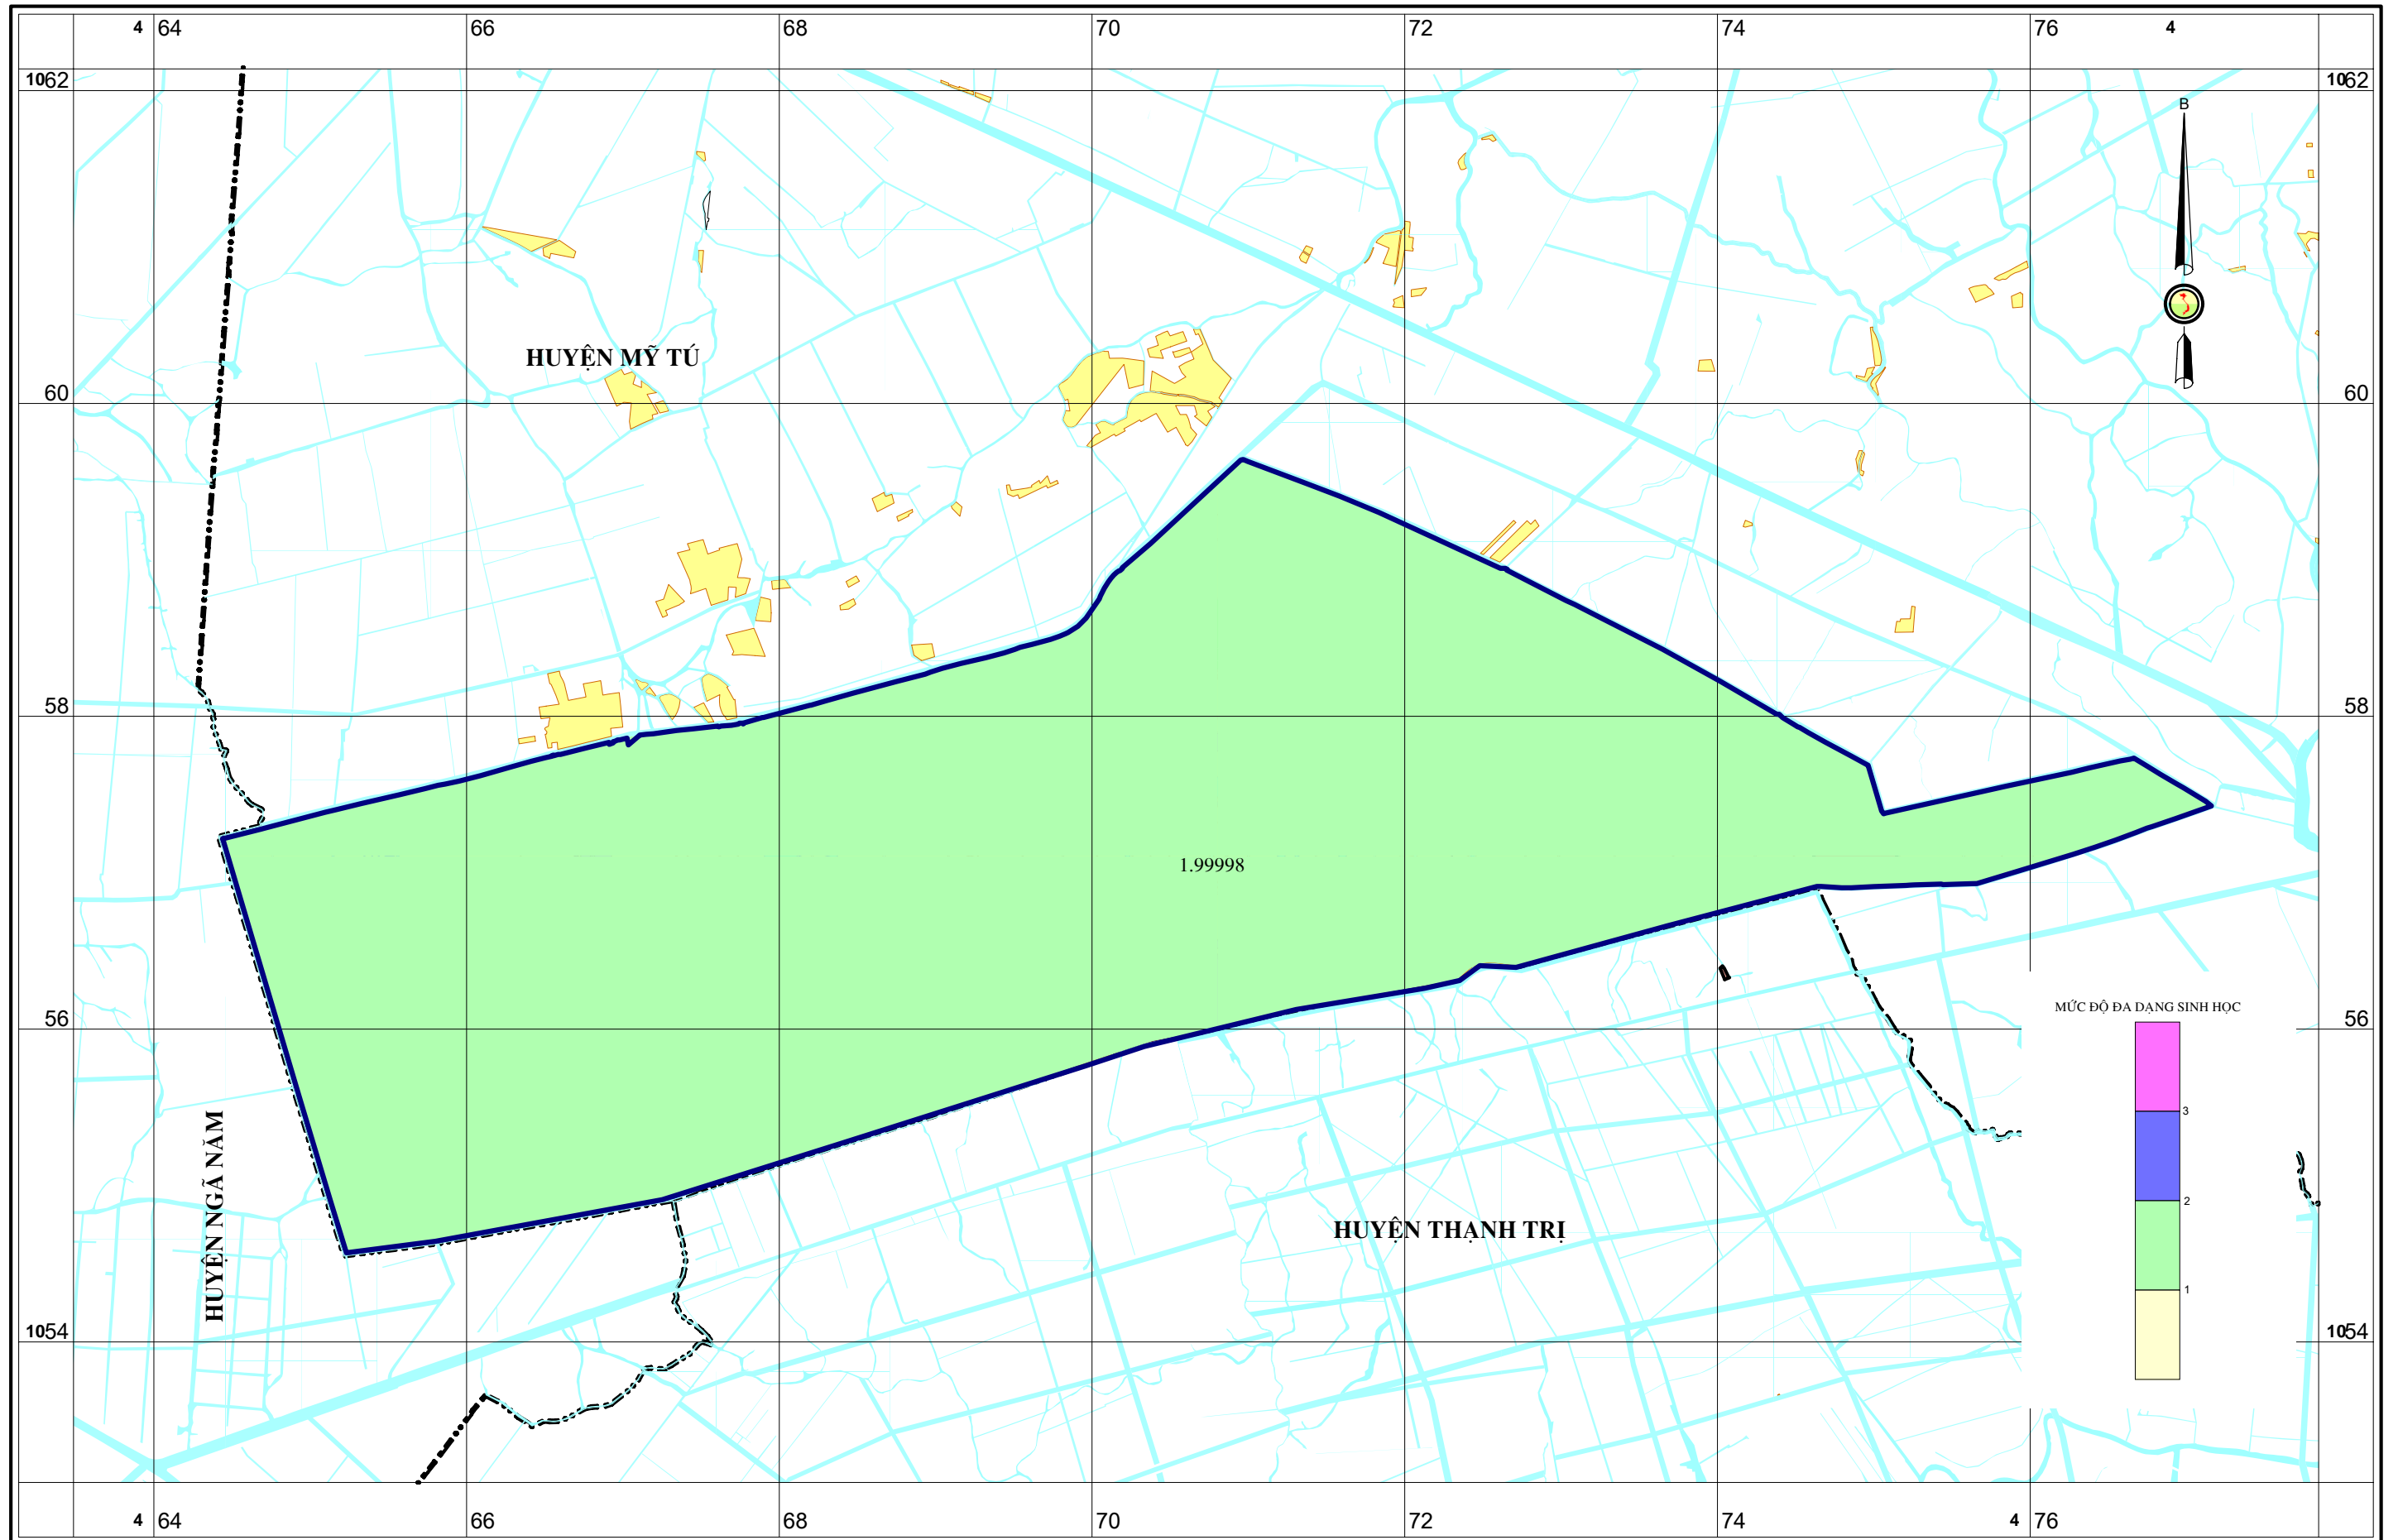 4 64 66 68 70 72 74 76 4
1062 1062
B
HUYỆN MỸ TÚ
60 60
58 58
1.99998
MỨC ĐỘ ĐA DẠNG SINH HỌC
56 56
3
HUYỆN NGÃ NĂM
2
HUYỆN THẠNH TRỊ
1
1054 1054
4 64 66 68 70 72 74 4 76